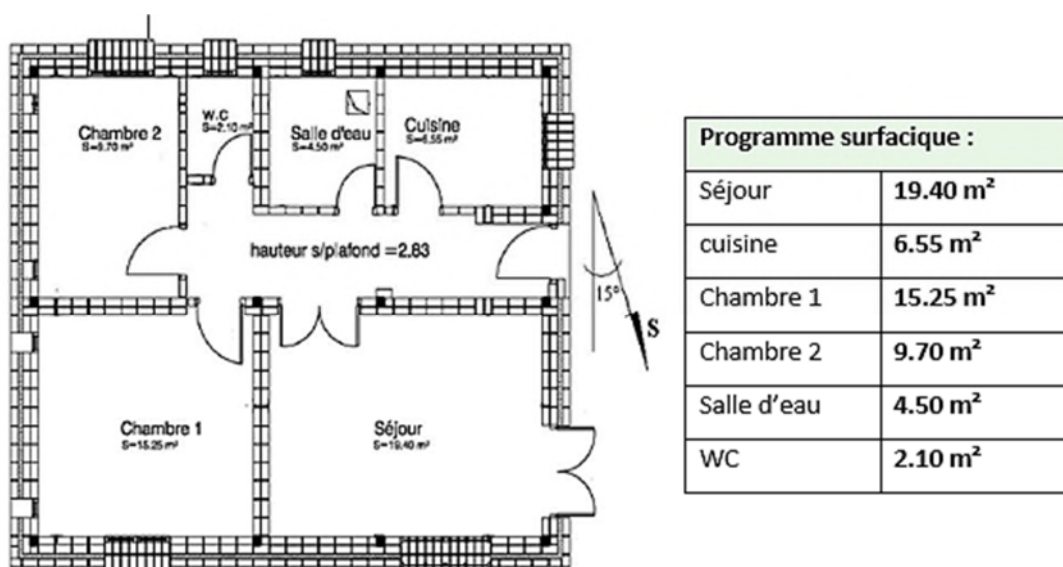 Chambre 2
S=9.70 m²
W.C
S=2.10 m²
Salle d'eau
S=4.50 m²
Cuisine
S=6.55 m²
hauteur s/plafond =2.83
15°
S
Chambre 1
S=15.25 m²
Séjour
S=19.40 m²
Programme surfacique :
Séjour 19.40 m²
cuisine 6.55 m²
Chambre 1 15.25 m²
Chambre 2 9.70 m²
Salle d'eau 4.50 m²
WC 2.10 m²